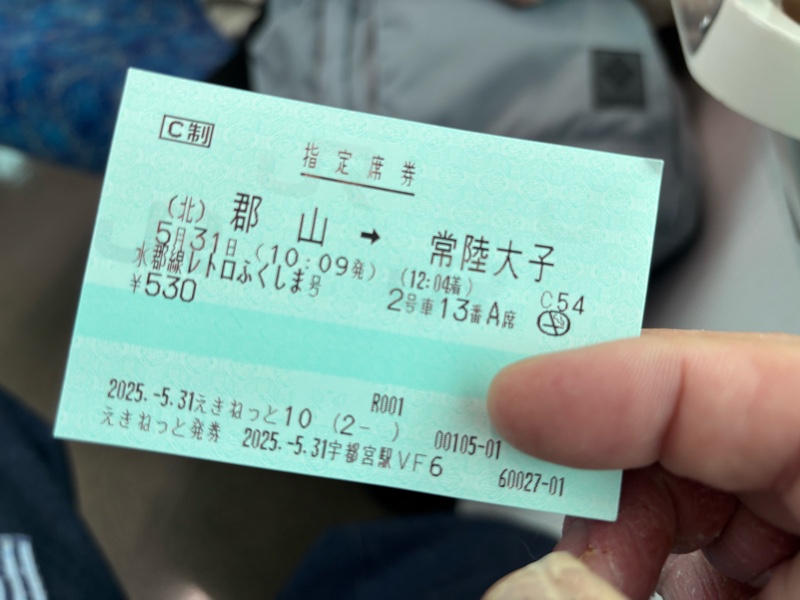 C制
指定席券
(北) 郡山 → 常陸大子
5月31日 (10:09発) (12:04着) C54
水郡線レトロふくしま号 2号車13番A席
¥530
R001
2025.-5.31えきねっと10 (2- ) 00105-01
えきねっと発券 2025.-5.31宇都宮駅VF6 60027-01